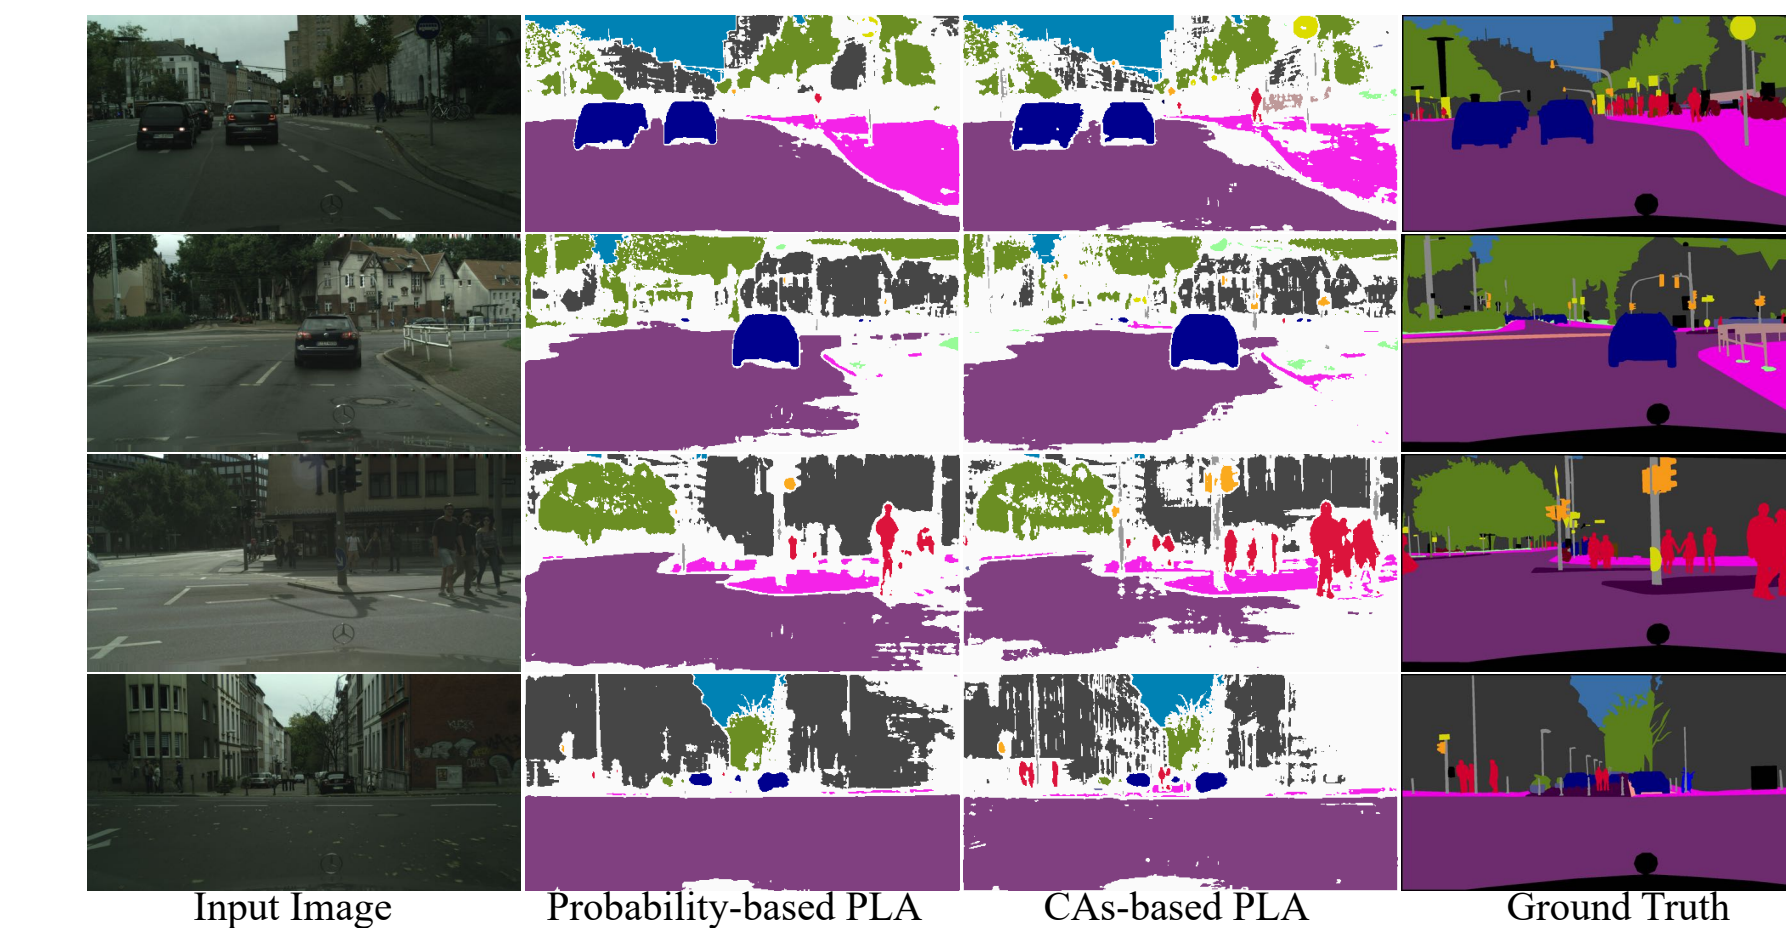 Input Image
Probability-based PLA
CAs-based PLA
Ground Truth